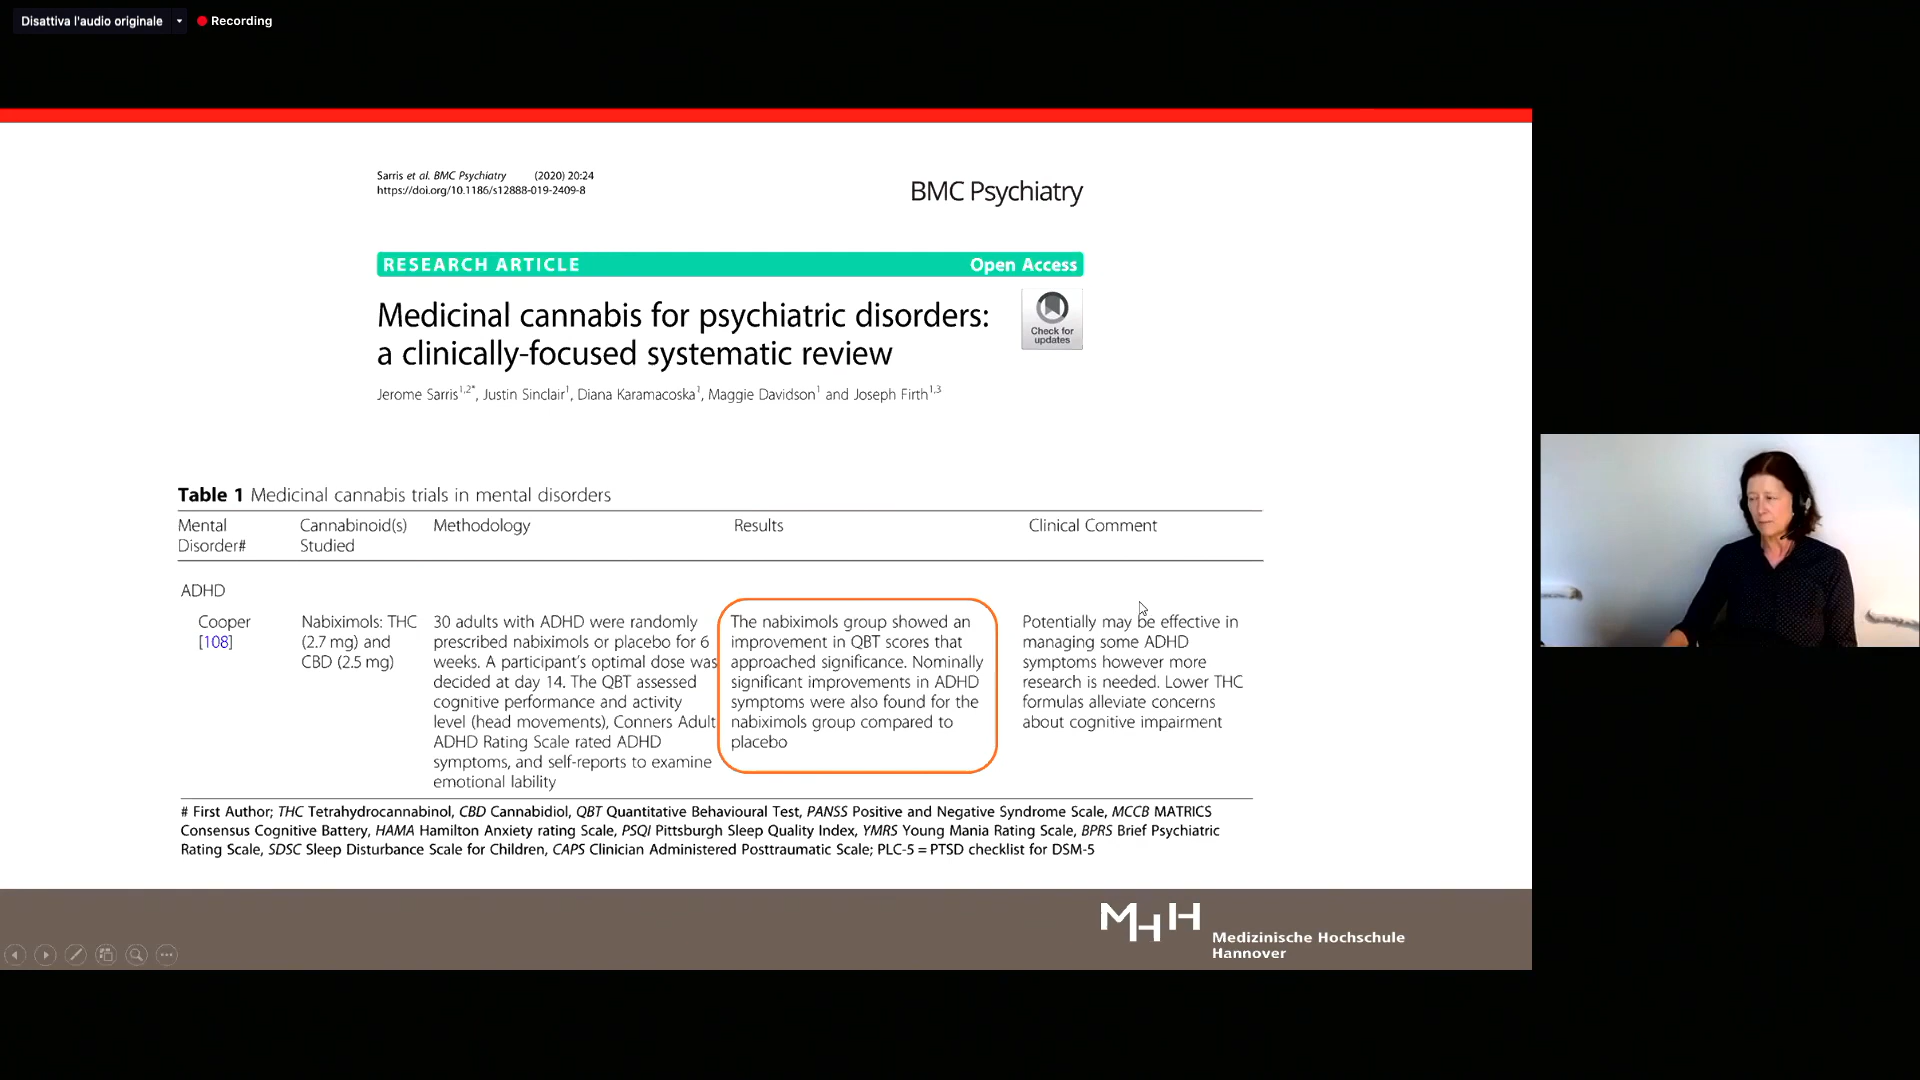 Disattiva l'audio originale
Recording
Sarris et al. BMC Psychiatry (2020) 20:24
https://doi.org/10.1186/s12888-019-2409-8
BMC Psychiatry
RESEARCH ARTICLE
Open Access
Medicinal cannabis for psychiatric disorders:
a clinically-focused systematic review
Check for
updates
Jerome Sarris1,2*, Justin Sinclair1, Diana Karamacoska1, Maggie Davidson1 and Joseph Firth1,3
Table 1 Medicinal cannabis trials in mental disorders
Mental
Disorder#
Cannabinoid(s)
Studied
Methodology
Results
Clinical Comment
ADHD
Cooper
[108]
Nabiximols: THC
(2.7 mg) and
CBD (2.5 mg)
30 adults with ADHD were randomly
prescribed nabiximols or placebo for 6
weeks. A participant's optimal dose was
decided at day 14. The QBT assessed
cognitive performance and activity
level (head movements), Conners Adult
ADHD Rating Scale rated ADHD
symptoms, and self-reports to examine
emotional lability
The nabiximols group showed an
improvement in QBT scores that
approached significance. Nominally
significant improvements in ADHD
symptoms were also found for the
nabiximols group compared to
placebo
Potentially may be effective in
managing some ADHD
symptoms however more
research is needed. Lower THC
formulas alleviate concerns
about cognitive impairment
# First Author; THC Tetrahydrocannabinol, CBD Cannabidiol, QBT Quantitative Behavioural Test, PANSS Positive and Negative Syndrome Scale, MCCB MATRICS
Consensus Cognitive Battery, HAMA Hamilton Anxiety rating Scale, PSQI Pittsburgh Sleep Quality Index, YMRS Young Mania Rating Scale, BPRS Brief Psychiatric
Rating Scale, SDSC Sleep Disturbance Scale for Children, CAPS Clinician Administered Posttraumatic Scale; PLC-5 = PTSD checklist for DSM-5
MHH
Medizinische Hochschule
Hannover